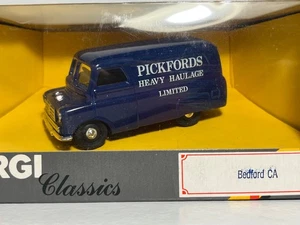 PICKFORDS
HEAVY HAULAGE
LIMITED
RGI
Classics
Bedford CA